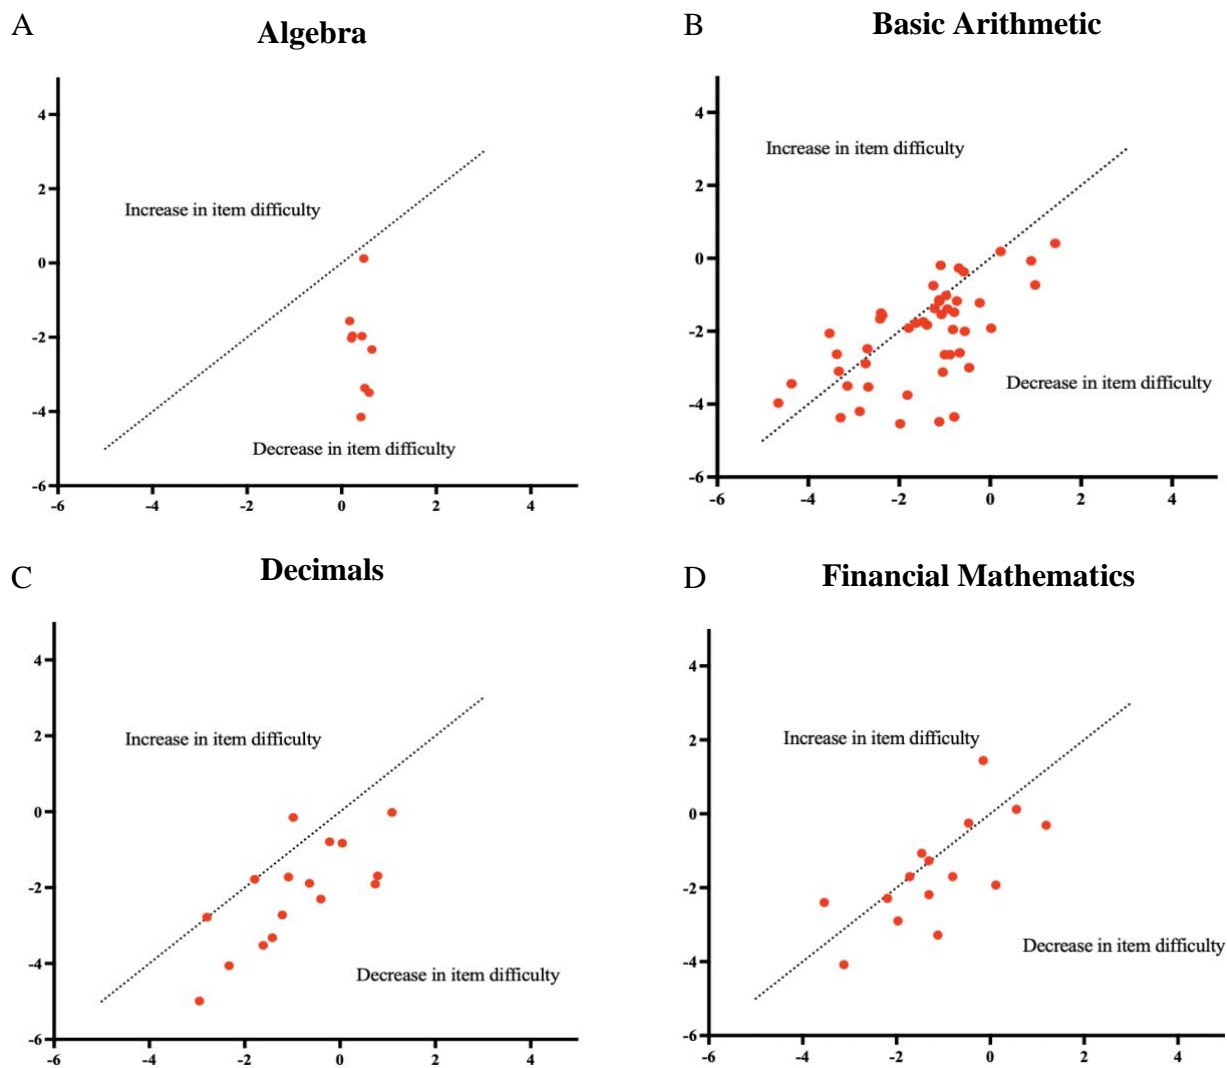 A
Algebra
4
2
Increase in item difficulty
0
-2
-4
Decrease in item difficulty
-6
-6 -4 -2 0 2 4
B
Basic Arithmetic
4
Increase in item difficulty
2
0
-2
Decrease in item difficulty
-4
-6
-6 -4 -2 0 2 4
C
Decimals
4
2
Increase in item difficulty
0
-2
-4
Decrease in item difficulty
-6
-6 -4 -2 0 2 4
D
Financial Mathematics
4
2
Increase in item difficulty
0
-2
Decrease in item difficulty
-4
-6
-6 -4 -2 0 2 4